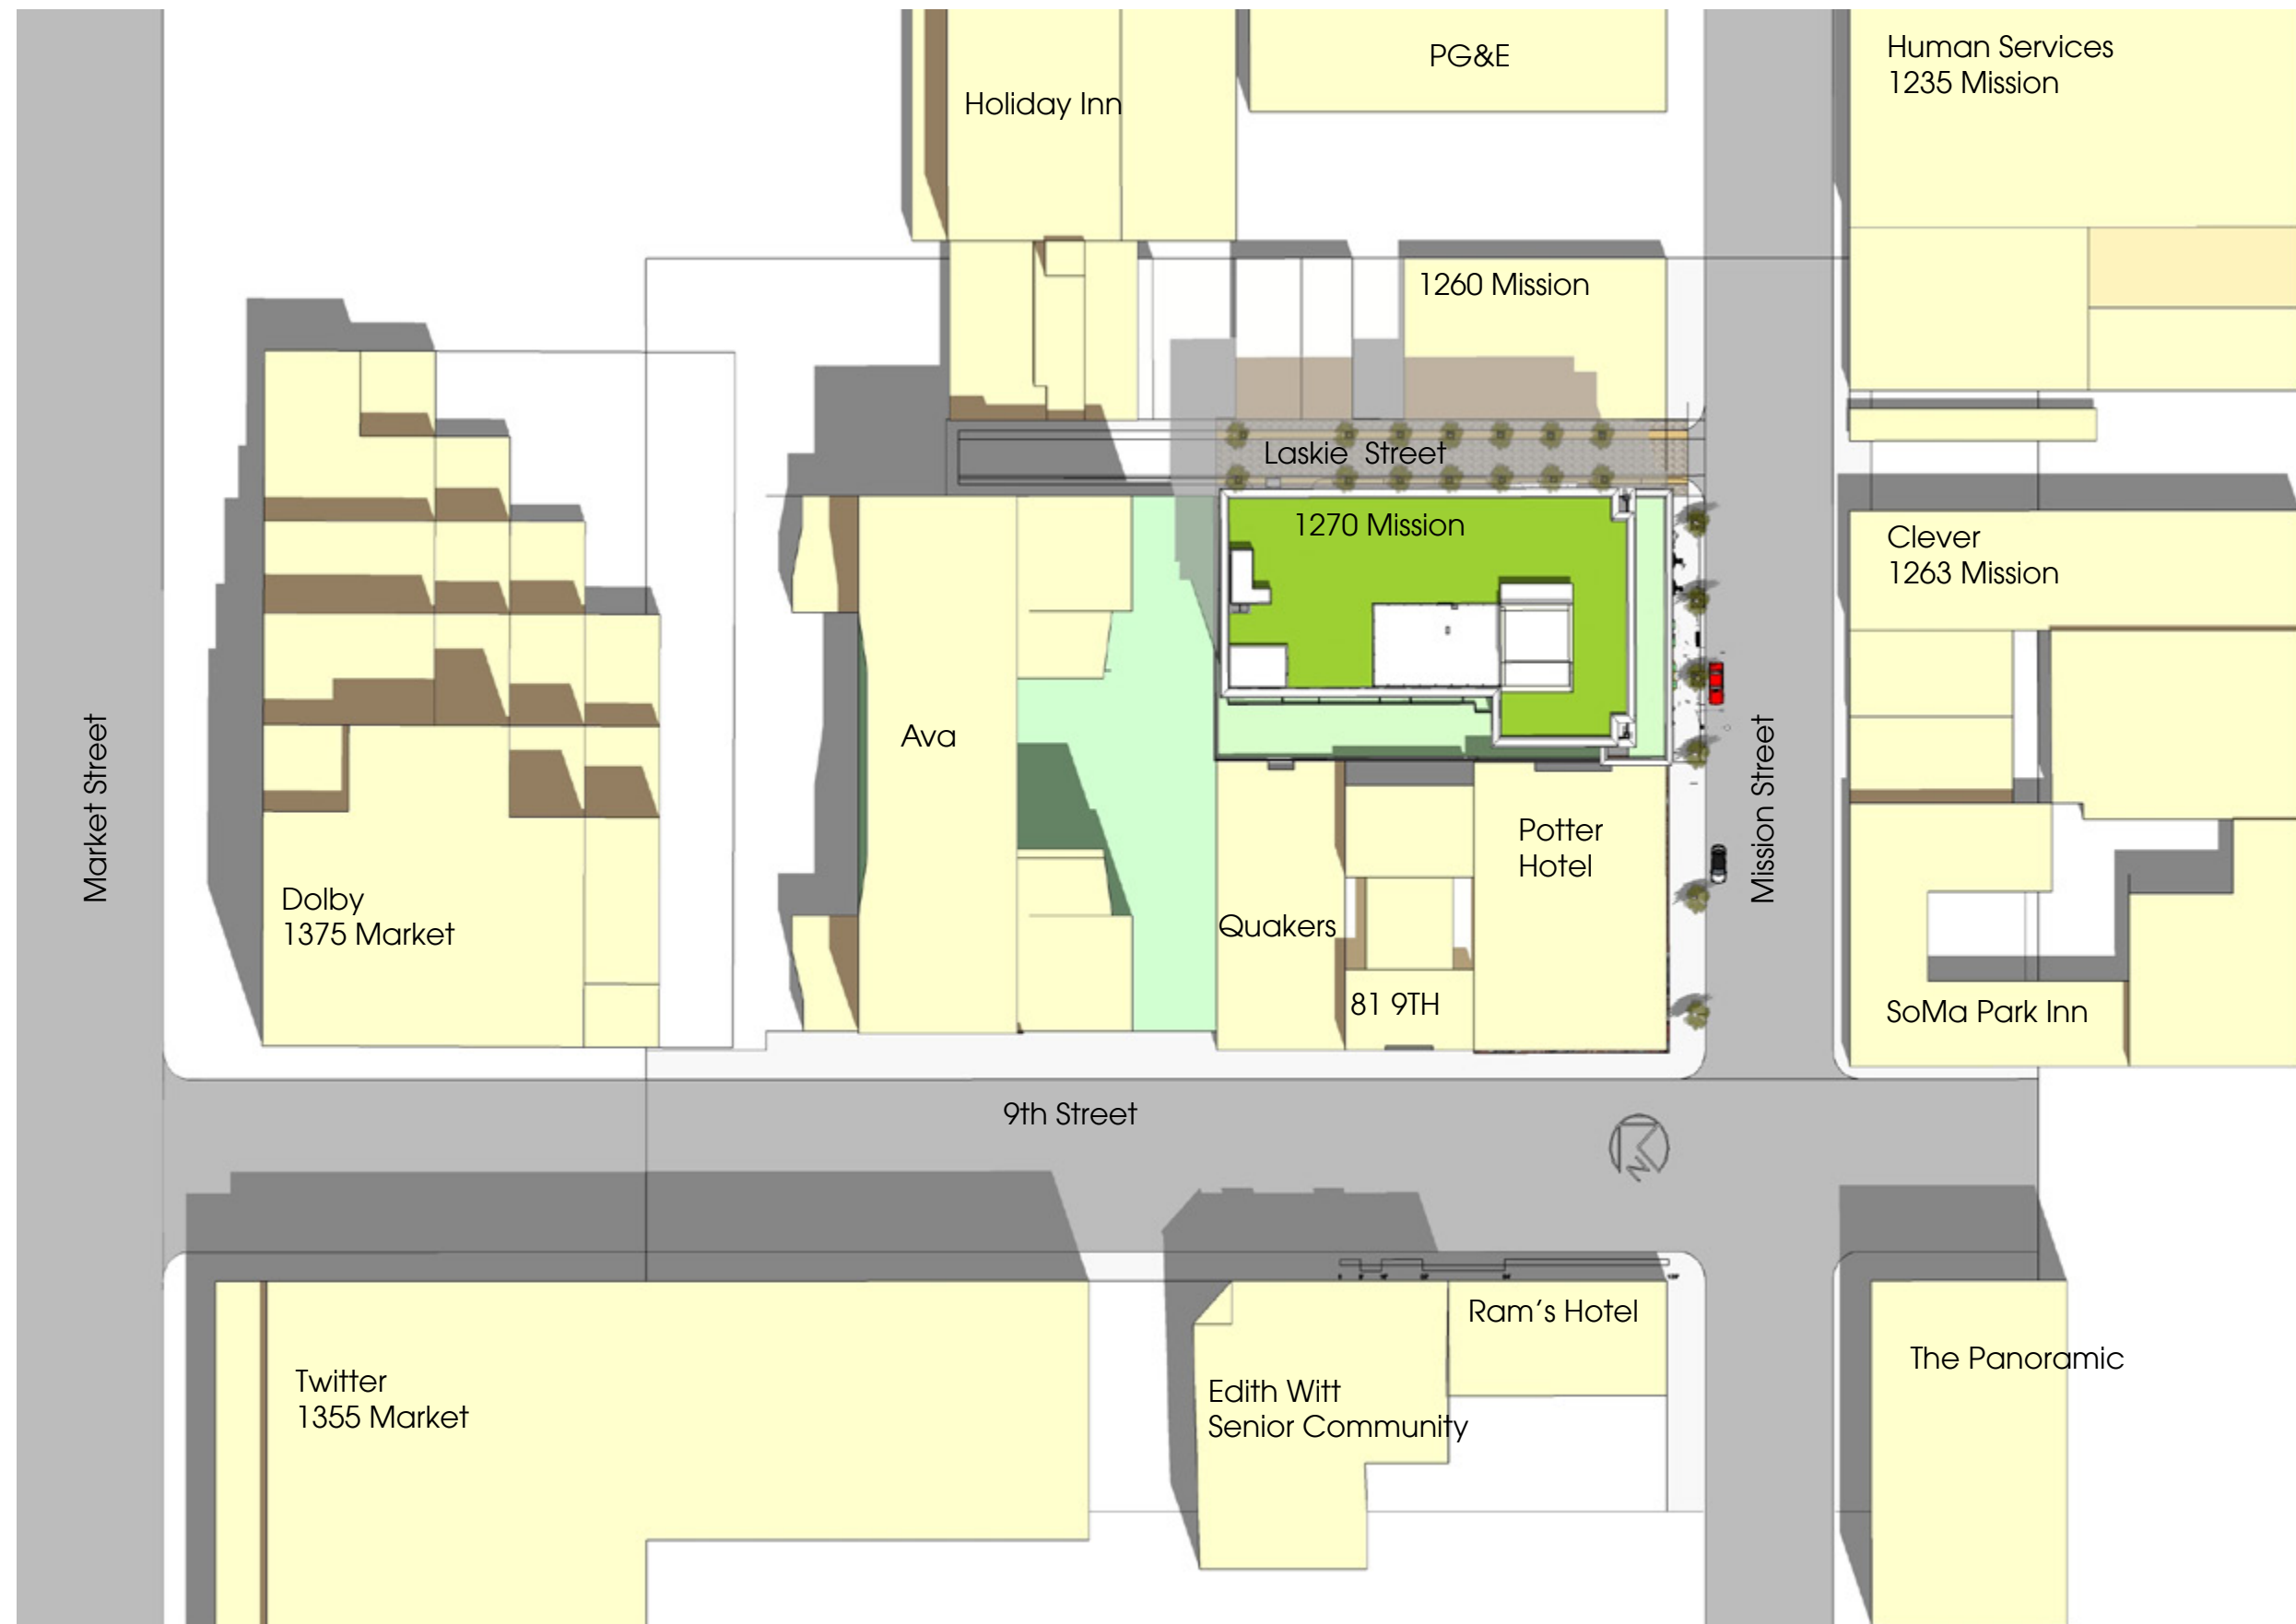 PG&E
Human Services
1235 Mission
Holiday Inn
1260 Mission
Laskie Street
1270 Mission
Clever
1263 Mission
Market Street
Ava
Mission Street
Potter
Hotel
Dolby
1375 Market
Quakers
81 9TH
SoMa Park Inn
9th Street
N
Ram's Hotel
The Panoramic
Twitter
1355 Market
Edith Witt
Senior Community